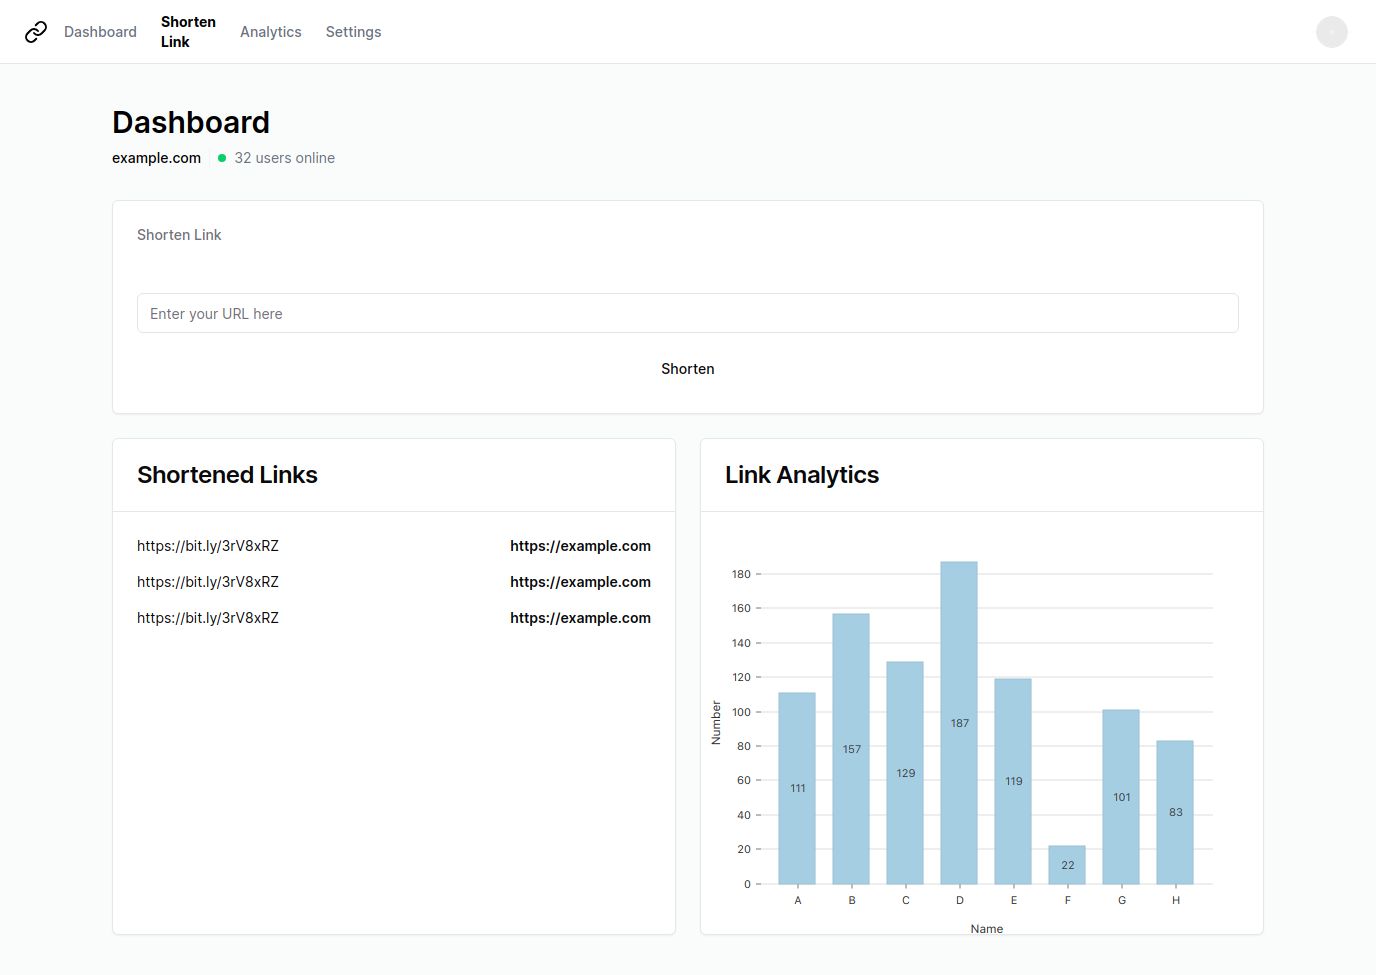 Dashboard
Shorten
Link
Analytics
Settings
Dashboard
example.com
32 users online
Shorten Link
Enter your URL here
Shorten
Shortened Links
https://bit.ly/3rV8xRZ https://example.com
https://bit.ly/3rV8xRZ https://example.com
https://bit.ly/3rV8xRZ https://example.com
Link Analytics
Number
180
160
140
120
100
80
60
40
20
0
111
157
129
187
119
22
101
83
A B C D E F G H
Name